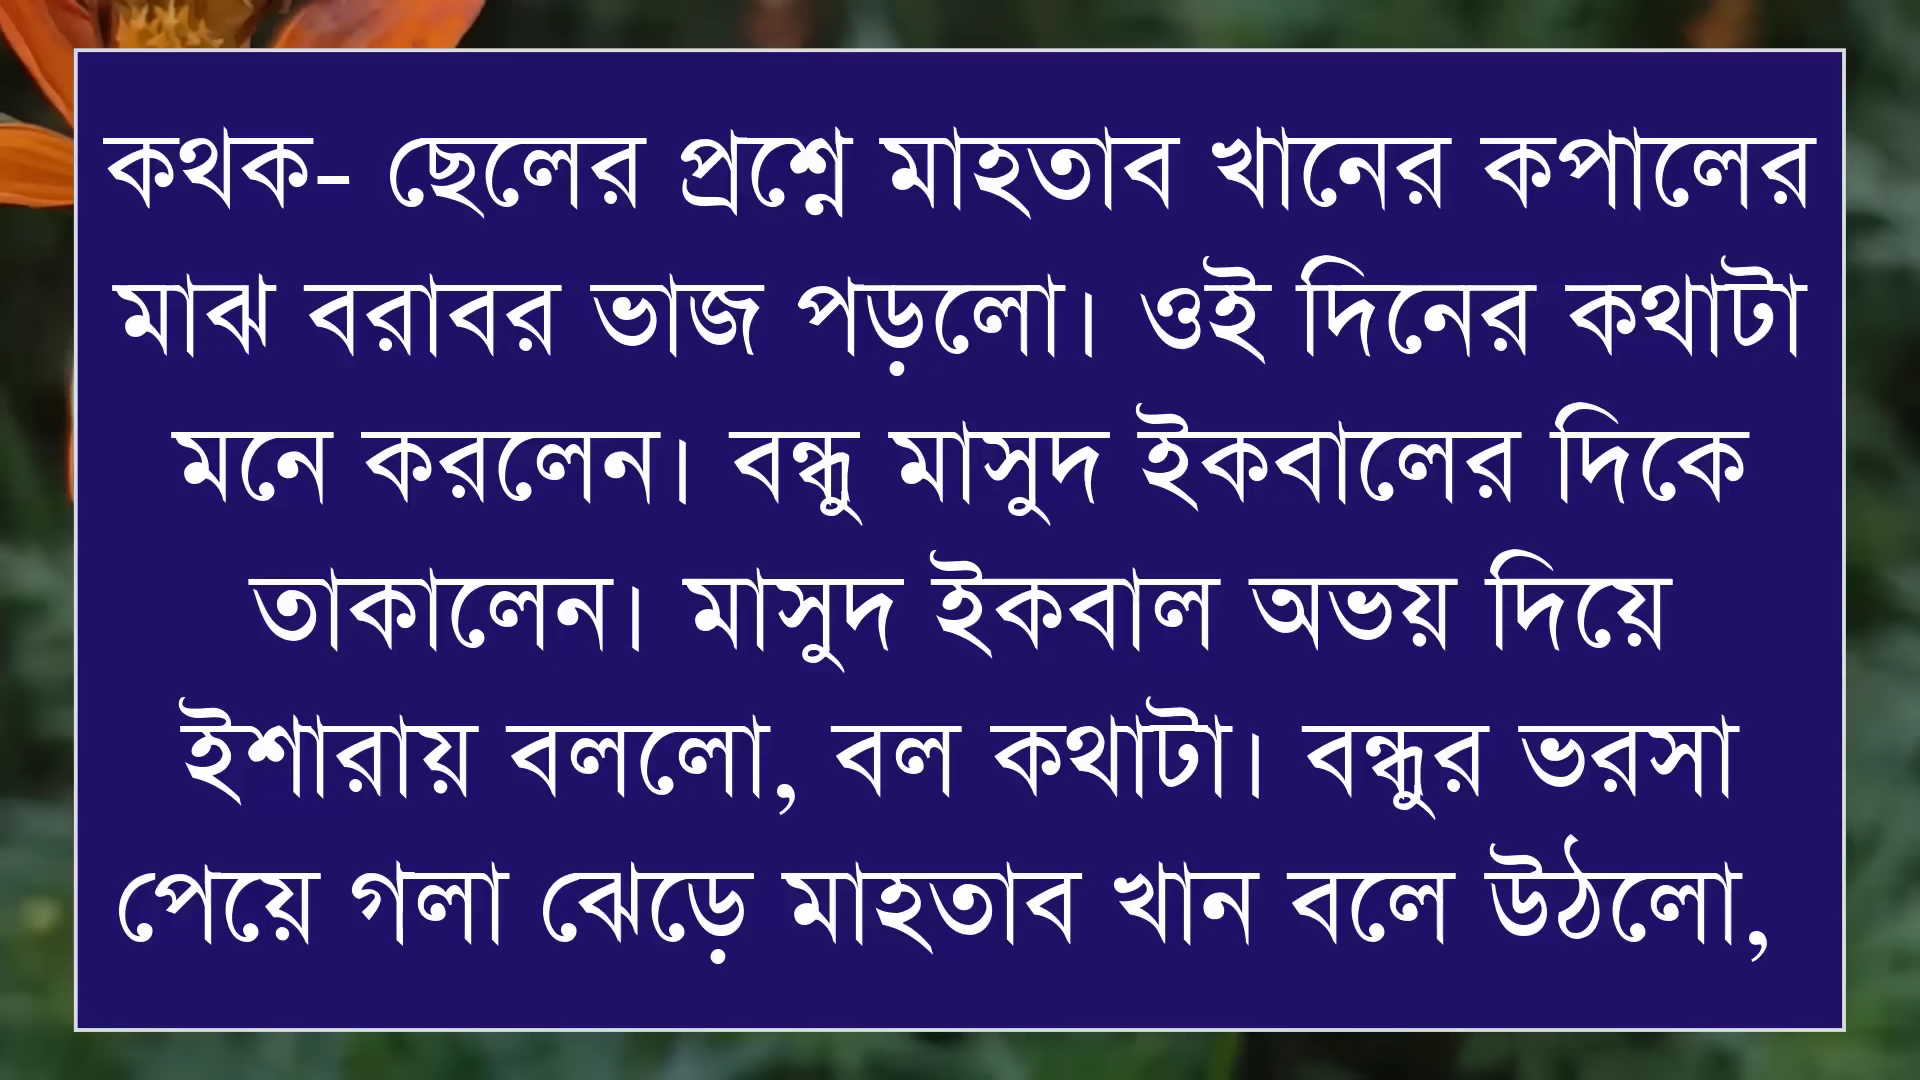 কথক- ছেলের প্রশ্নে মাহতাব খানের কপালের
মাঝ বরাবর ভাজ পড়লো। ওই দিনের কথাটা
মনে করলেন। বন্ধু মাসুদ ইকবালের দিকে
তাকালেন। মাসুদ ইকবাল অভয় দিয়ে
ইশারায় বললো, বল কথাটা। বন্ধুর ভরসা
পেয়ে গলা ঝেড়ে মাহতাব খান বলে উঠলো,